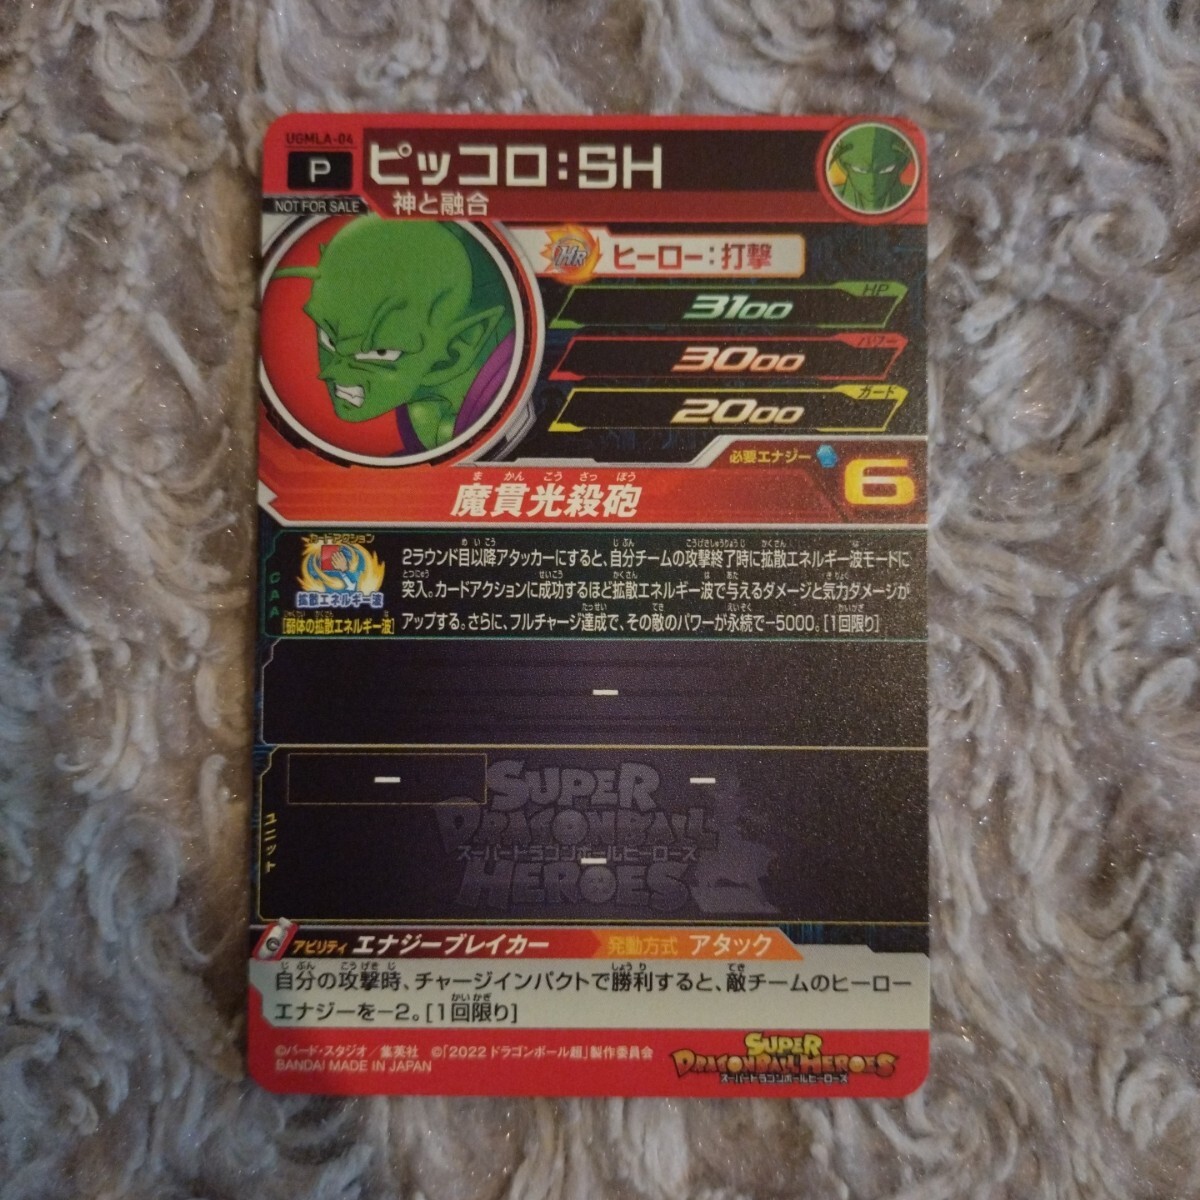 UGMLA-04
P
NOT FOR SALE
ピッコロ:SH
神と融合
HR
ヒーロー:打撃
HP
3100
パワー
3000
ガード
2000
必要エナジー
6
ま かん こう さっ ぽう
魔貫光殺砲
CAA
カードアクション
拡散エネルギー波
[弱体の拡散エネルギー波]
2ラウンド目以降アタッカーにすると、自分チームの攻撃終了時に拡散エネルギー波モードに
突入。カードアクションに成功するほど拡散エネルギー波で与えるダメージと気力ダメージが
アップする。さらに、フルチャージ達成で、その敵のパワーが永続で−5000。[1回限り]
ー
ユニット
ー
ー
ー
SUPER
DRAGONBALL
スーパードラゴンボールヒーローズ
HEROES
アビリティ エナジーブレイカー
発動方式 アタック
自分の攻撃時、チャージインパクトで勝利すると、敵チームのヒーロー
エナジーを−2。[1回限り]
©バード・スタジオ/集英社 ©「2022 ドラゴンボール超」製作委員会
BANDAI MADE IN JAPAN
SUPER
DRAGONBALL HEROES
スーパードラゴンボールヒーローズ